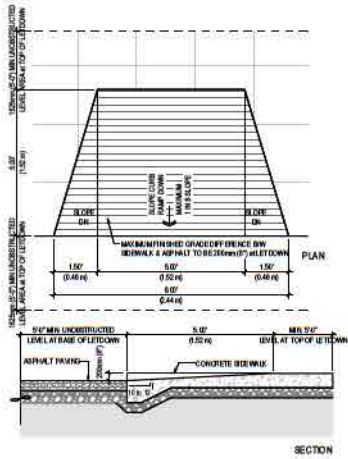 1525mm (5'-0") MIN UNOBSTRUCTED
LEVEL AREA at TOP OF LETDOWN
5.00'
(1.52 m)
SLOPE CURB
RAMP DOWN
MAXIMUM
1 IN 8 SLOPE
SLOPE
DN
SLOPE
DN
MAXIMUM FINISHED GRADE DIFFERENCE B/W
SIDEWALK & ASPHALT TO BE 200mm (8") at LETDOWN
PLAN
1.50'
(0.46 m)
5.00'
(1.52 m)
1.50'
(0.46 m)
8.00'
(2.44 m)
1525mm (5'-0") MIN UNOBSTRUCTED
LEVEL AREA at TOP OF LETDOWN
5'-0" MIN UNOBSTRUCTED
LEVEL AT BASE OF LETDOWN
5.00'
(1.52 m)
MIN 5'-0"
LEVEL AT TOP OF LETDOWN
ASPHALT PAVING
200mm (8")
CONCRETE SIDEWALK
SECTION